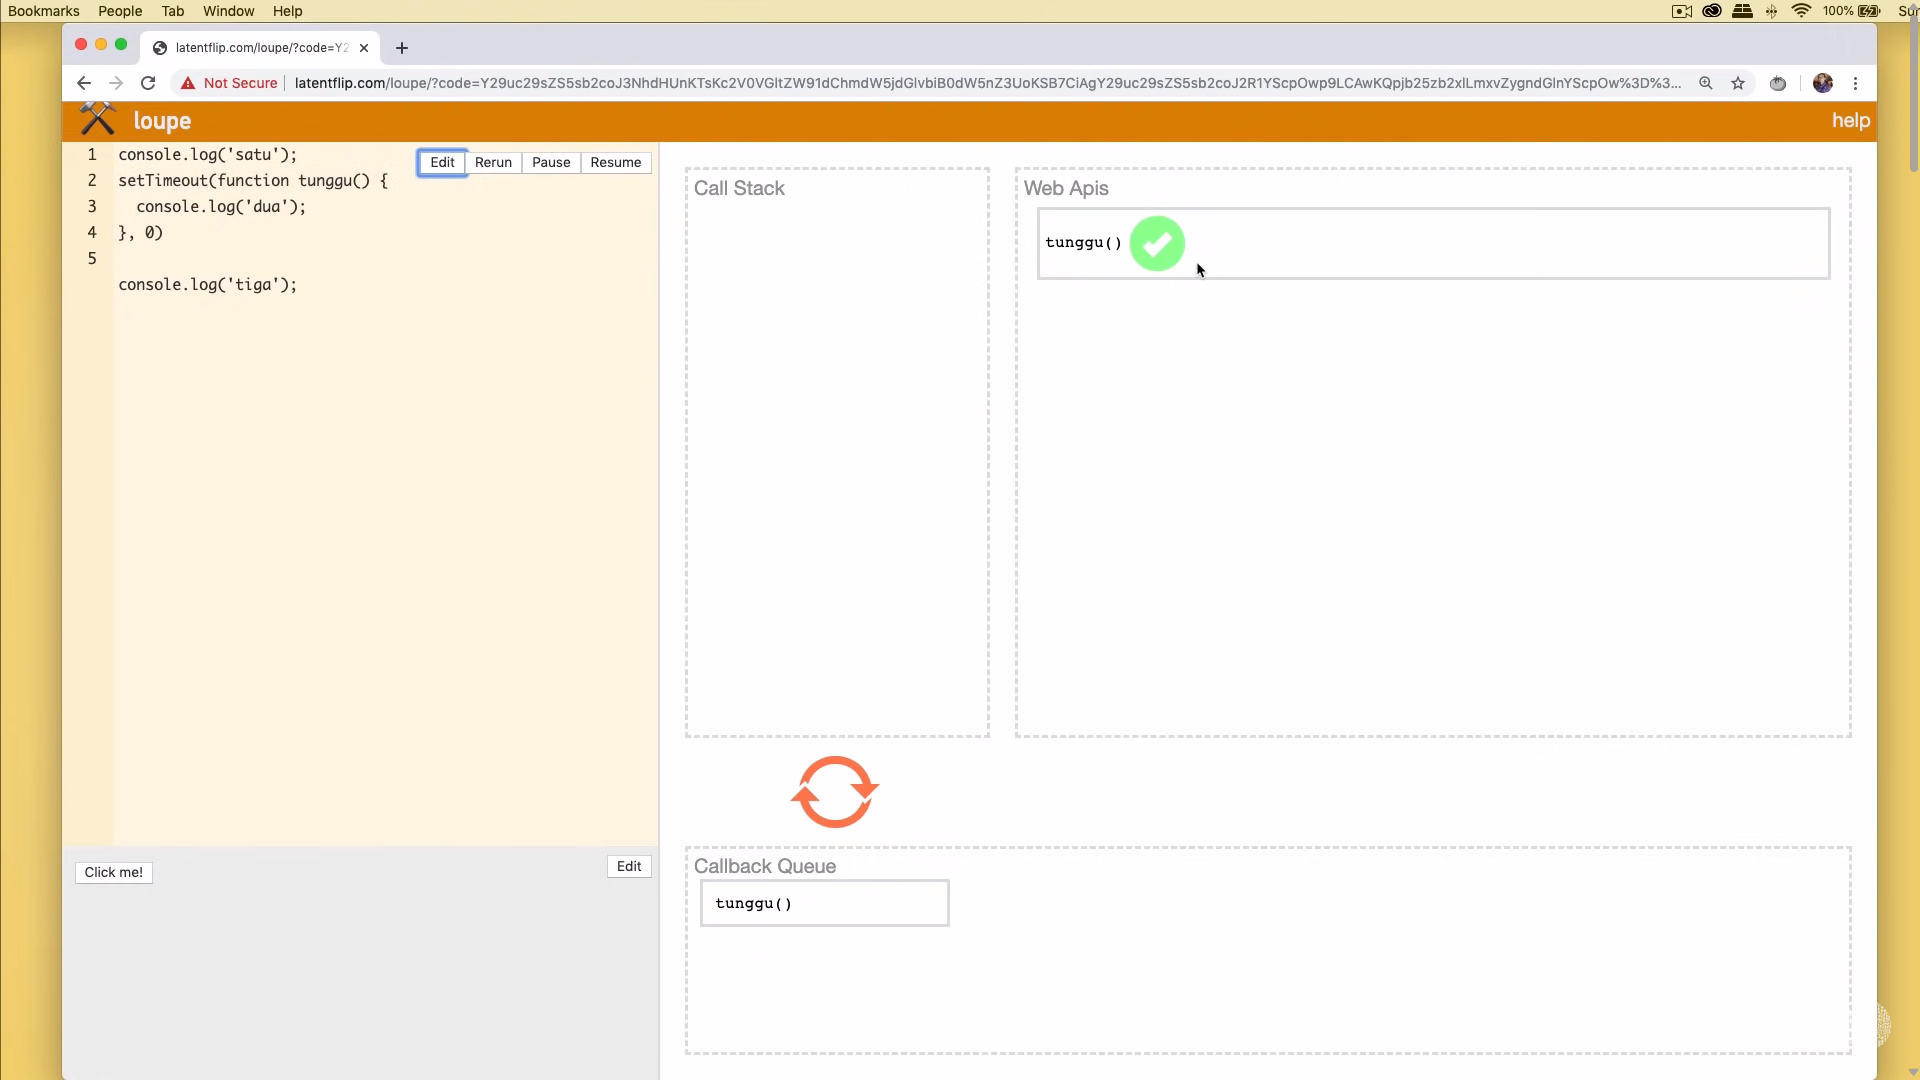 Bookmarks People Tab Window Help 100%
latentflip.com/loupe/?code=Y2
Not Secure latentflip.com/loupe/?code=Y29uc29sZS5sb2coJ3NhdHUnKTsKc2V0VGltZW91dChmdW5jdGlvbiB0dW5nZ3UoKSB7CiAgY29uc29sZS5sb2coJ2R1YScpOwp9LCAwKQpjb25zb2xlLmxvZygndGlnYScpOw%3D%3...
loupe help
1 console.log('satu');
Edit Rerun Pause Resume
2 setTimeout(function tunggu() {
3 console.log('dua');
4 }, 0)
5
console.log('tiga');
Call Stack
Web Apis
tunggu()
Click me!
Edit
Callback Queue
tunggu()